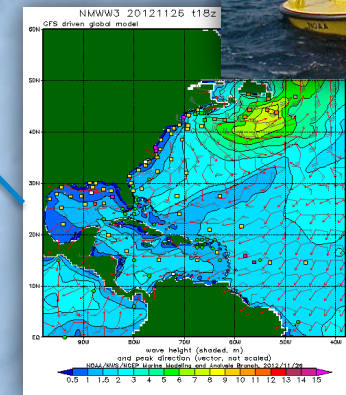 NMWW3 20121126 t18z
GFS driven global model
NOAA
60N
50N
40N
30N
20N
10N
EQ
90W 80W 70W 60W 50W 40W
wave height (shaded, m)
and peak direction (vector, not scaled)
NOAA/NWS/NCEP Marine Modeling and Analysis Branch, 2012/11/26
0.5 1 1.5 2 3 4 5 6 7 8 9 10 11 12 13 14 15